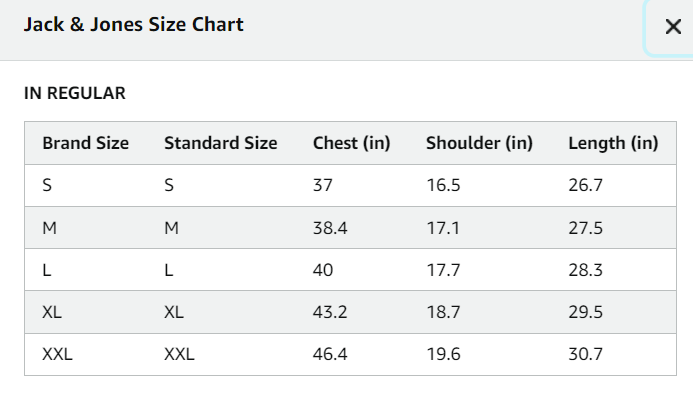 Jack & Jones Size Chart
IN REGULAR
Brand Size Standard Size Chest (in) Shoulder (in) Length (in)
S S 37 16.5 26.7
M M 38.4 17.1 27.5
L L 40 17.7 28.3
XL XL 43.2 18.7 29.5
XXL XXL 46.4 19.6 30.7